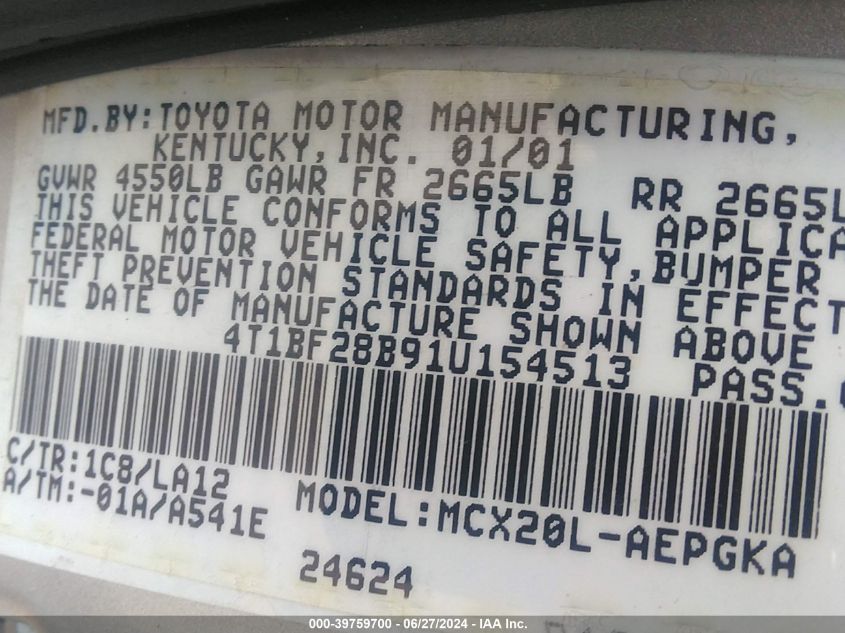 MFD.BY:TOYOTA MOTOR MANUFACTURING,
KENTUCKY,INC. 01/01
GVWR 4550LB GAWR FR 2665LB RR 2665L
THIS VEHICLE CONFORMS TO ALL APPLICA
FEDERAL MOTOR VEHICLE SAFETY,BUMPER
THEFT PREVENTION STANDARDS IN EFFECT
THE DATE OF MANUFACTURE SHOWN ABOVE
4T1BF28B91U154513 PASS.
C/TR:1C8/LA12
A/TM:-01A/A541E
MODEL:MCX20L-AEPGKA
24624
000-39759700 - 06/27/2024 - IAA Inc.